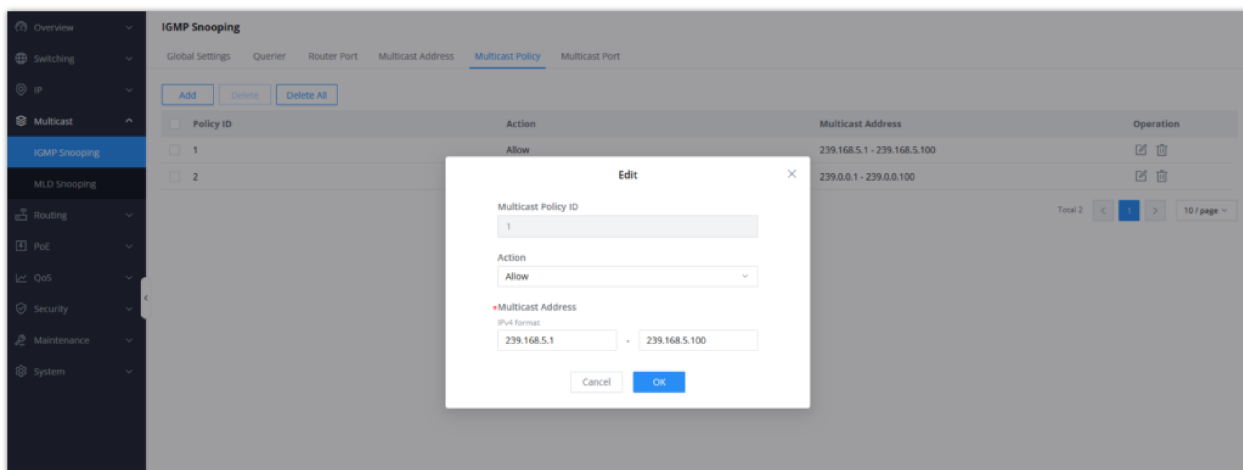 Overview
IGMP Snooping
Switching
Global Settings Querier Router Port Multicast Address Multicast Policy Multicast Port
IP
Add Delete Delete All
Multicast
Policy ID Action Multicast Address Operation
IGMP Snooping
1 Allow 239.168.5.1 - 239.168.5.100
MLD Snooping
2 239.0.0.1 - 239.0.0.100
Routing
Total 2 < 1 > 10 / page
PoE
QoS
Security
Maintenance
System
Edit
Multicast Policy ID
1
Action
Allow
*Multicast Address
IPv4 format
239.168.5.1 - 239.168.5.100
Cancel OK